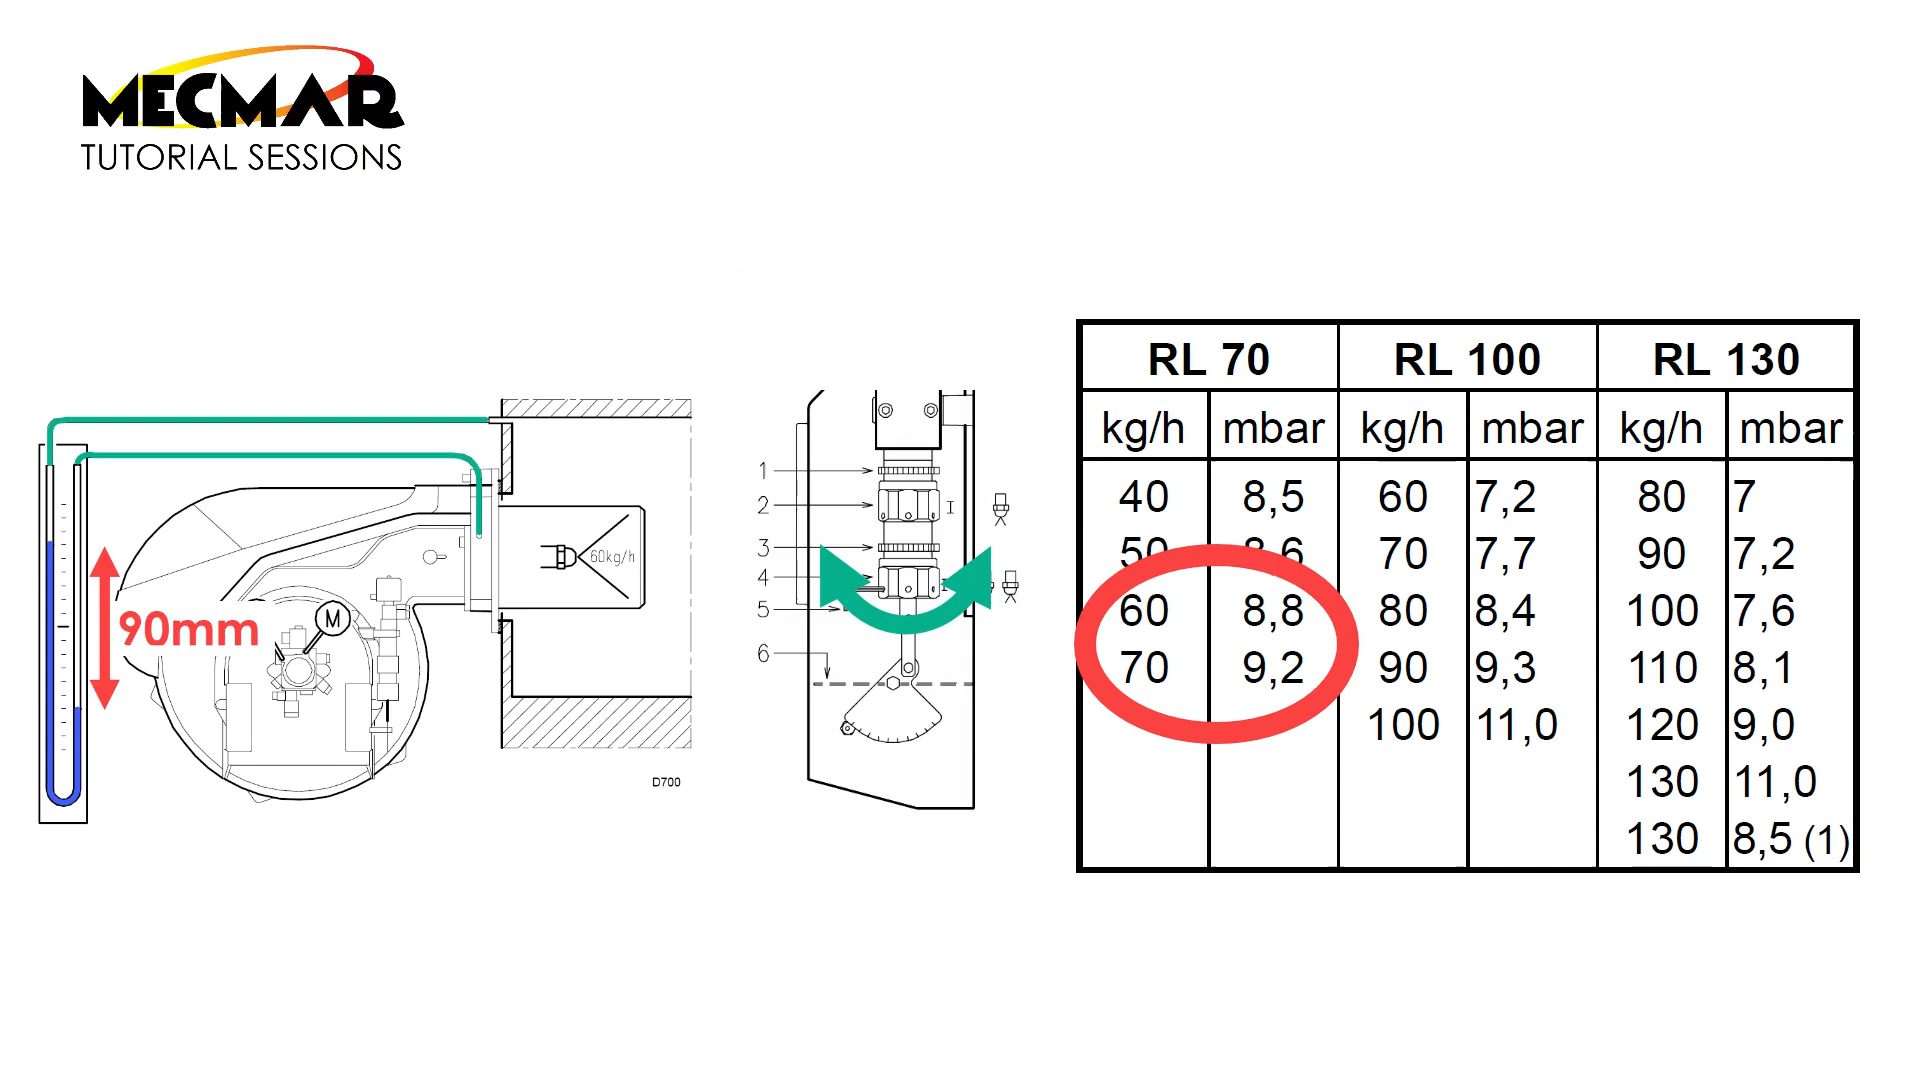 MECMAR
TUTORIAL SESSIONS
90mm
M
60kg/h
D700
1
2
I
3
4
5
6
RL 70 RL 100 RL 130
kg/h mbar kg/h mbar kg/h mbar
40 8,5 60 7,2 80 7
50 8,6 70 7,7 90 7,2
60 8,8 80 8,4 100 7,6
70 9,2 90 9,3 110 8,1
100 11,0 120 9,0
130 11,0
130 8,5 (1)